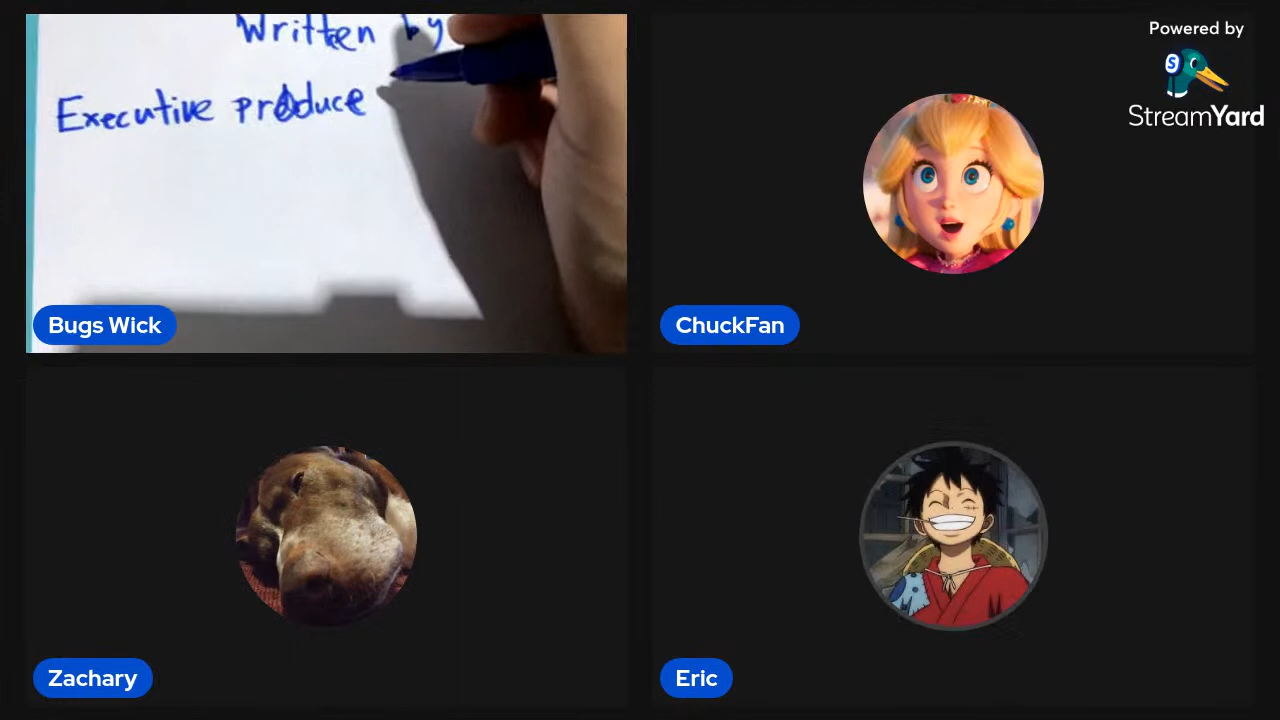 Written by
Executive produce
Powered by
StreamYard
Bugs Wick
ChuckFan
Zachary
Eric